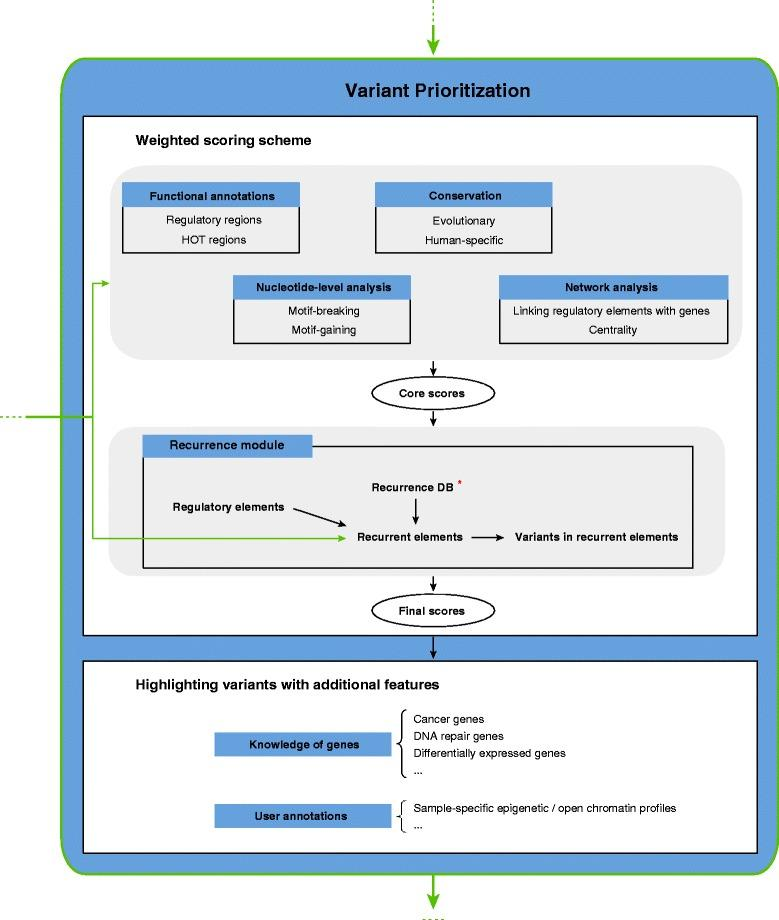 Variant Prioritization
Weighted scoring scheme
Functional annotations
Regulatory regions
HOT regions
Conservation
Evolutionary
Human-specific
Nucleotide-level analysis
Motif-breaking
Motif-gaining
Network analysis
Linking regulatory elements with genes
Centrality
Core scores
Recurrence module
Recurrence DB *
Regulatory elements
Recurrent elements
Variants in recurrent elements
Final scores
Highlighting variants with additional features
Knowledge of genes
Cancer genes
DNA repair genes
Differentially expressed genes
...
User annotations
Sample-specific epigenetic / open chromatin profiles
...